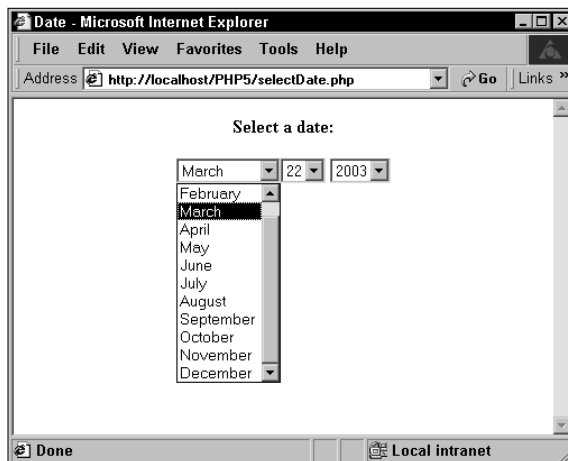 Date - Microsoft Internet Explorer
File Edit View Favorites Tools Help
Address http://localhost/PHP5/selectDate.php Go Links »
Select a date:
March 22 2003
February
March
April
May
June
July
August
September
October
November
December
Done Local intranet